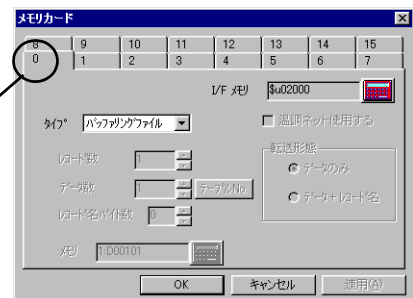 メモリカード
8 9 10 11 12 13 14 15
0 1 2 3 4 5 6 7
I/F メモリ $u02000
タイプ バッファリングファイル 温調ネット使用する
レコード数 1 転送形態
データのみ
データ数 1 テーブルNo.
データ+レコード名
レコード名バイト数 0
メモリ 1:D00101
OK キャンセル 適用(A)